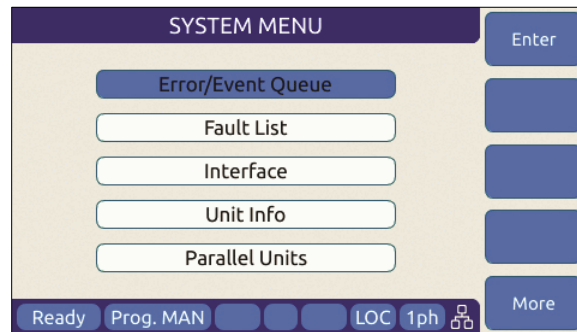 SYSTEM MENU
Enter
Error/Event Queue
Fault List
Interface
Unit Info
Parallel Units
More
Ready Prog. MAN LOC 1ph